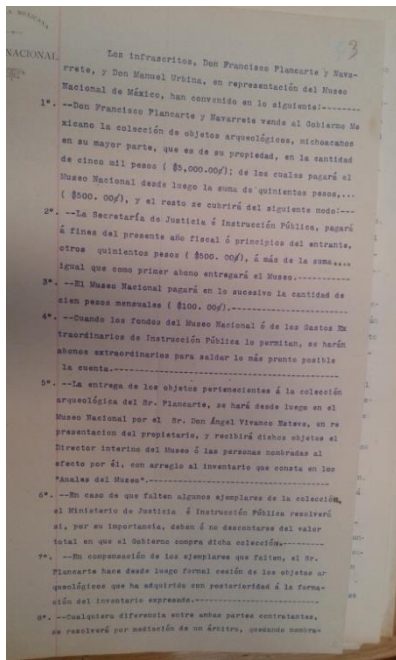 MEXICANA
NACIONAL
3
Los infrascritos, Don Francisco Plancarte y Nava-
rrete, y Don Manuel Urbina, en representación del Museo
Nacional de México, han convenido en lo siguiente:--------
1º. --Don Francisco Plancarte y Navarrete vende al Gobierno Me
xicano la colección de objetos arqueológicos, michoacanos
en su mayor parte, que es de su propiedad, en la cantidad
de cinco mil pesos ( $5,000.00¢); de los cuales pagará el
Museo Nacional desde luego la suma de quinientos pesos,...
( $500. 00¢), y el resto se cubrirá del siguiente modo:---
2º. --La Secretaría de Justicia é Instrucción Pública, pagará
á fines del presente año fiscal ó principios del entrante,
otros quinientos pesos ( $500. 00¢), á más de la suma,...
igual que como primer abono entregará el Museo.----------
3º. --El Museo Nacional pagará en lo sucesivo la cantidad de
cien pesos mensuales ( $100. 00¢).----------------------
4º. --Cuando los fondos del Museo Nacional ó de los Gastos Ex
traordinarios de Instrucción Pública lo permitan, se harán
abonos extraordinarios para saldar lo más pronto posible
la cuenta.---------------------------------------------
5º. --La entrega de los objetos pertenecientes á la colección
arqueológica del Sr. Plancarte, se hará desde luego en el
Museo Nacional por el Sr. Don Ángel Vivanco Esteve, en re
presentacion del propietario, y recibirá dichos objetos el
Director interino del Museo ó las personas nombradas al
efecto por él, con arreglo al inventario que consta en los
"Anales del Museo".------------------------------------
6º. --En caso de que falten algunos ejemplares de la colección,
el Ministerio de Justicia é Instrucción Pública resolverá
si, por su importancia, deban ó no descontarse del valor
total en que el Gobierno compra dicha colección.---------
7º. --En compensación de los ejemplares que falten, el Sr.
Plancarte hace desde luego formal cesión de los objetos ar
queológicos que ha adquirido con posterioridad á la forma-
ción del inventario expresado.--------------------------
8º. --Cualquiera diferencia entre ambas partes contratantes,
se resolverá por mediación de un árbitro, quedando nombra-